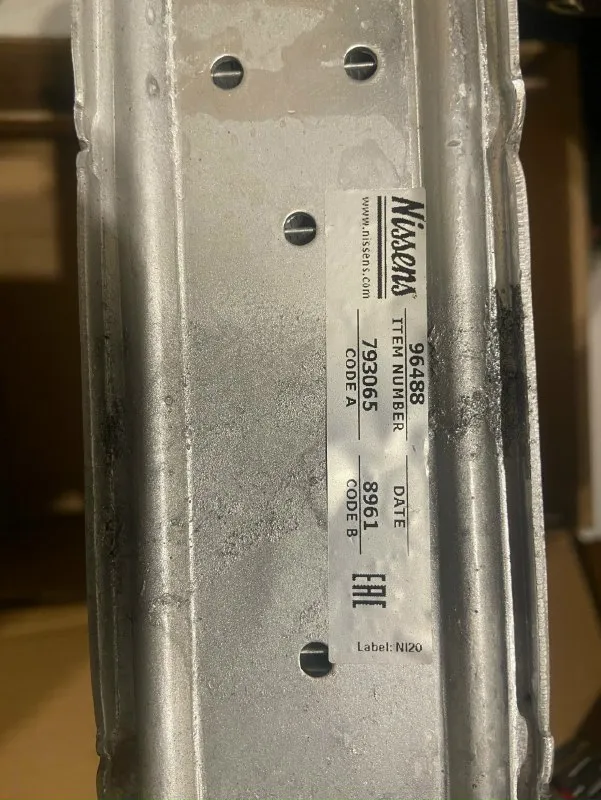 Nissens®
www.nissens.com
96488
ITEM NUMBER
DATE
793065
CODE A
8961
CODE B
EAC
Label: NI20